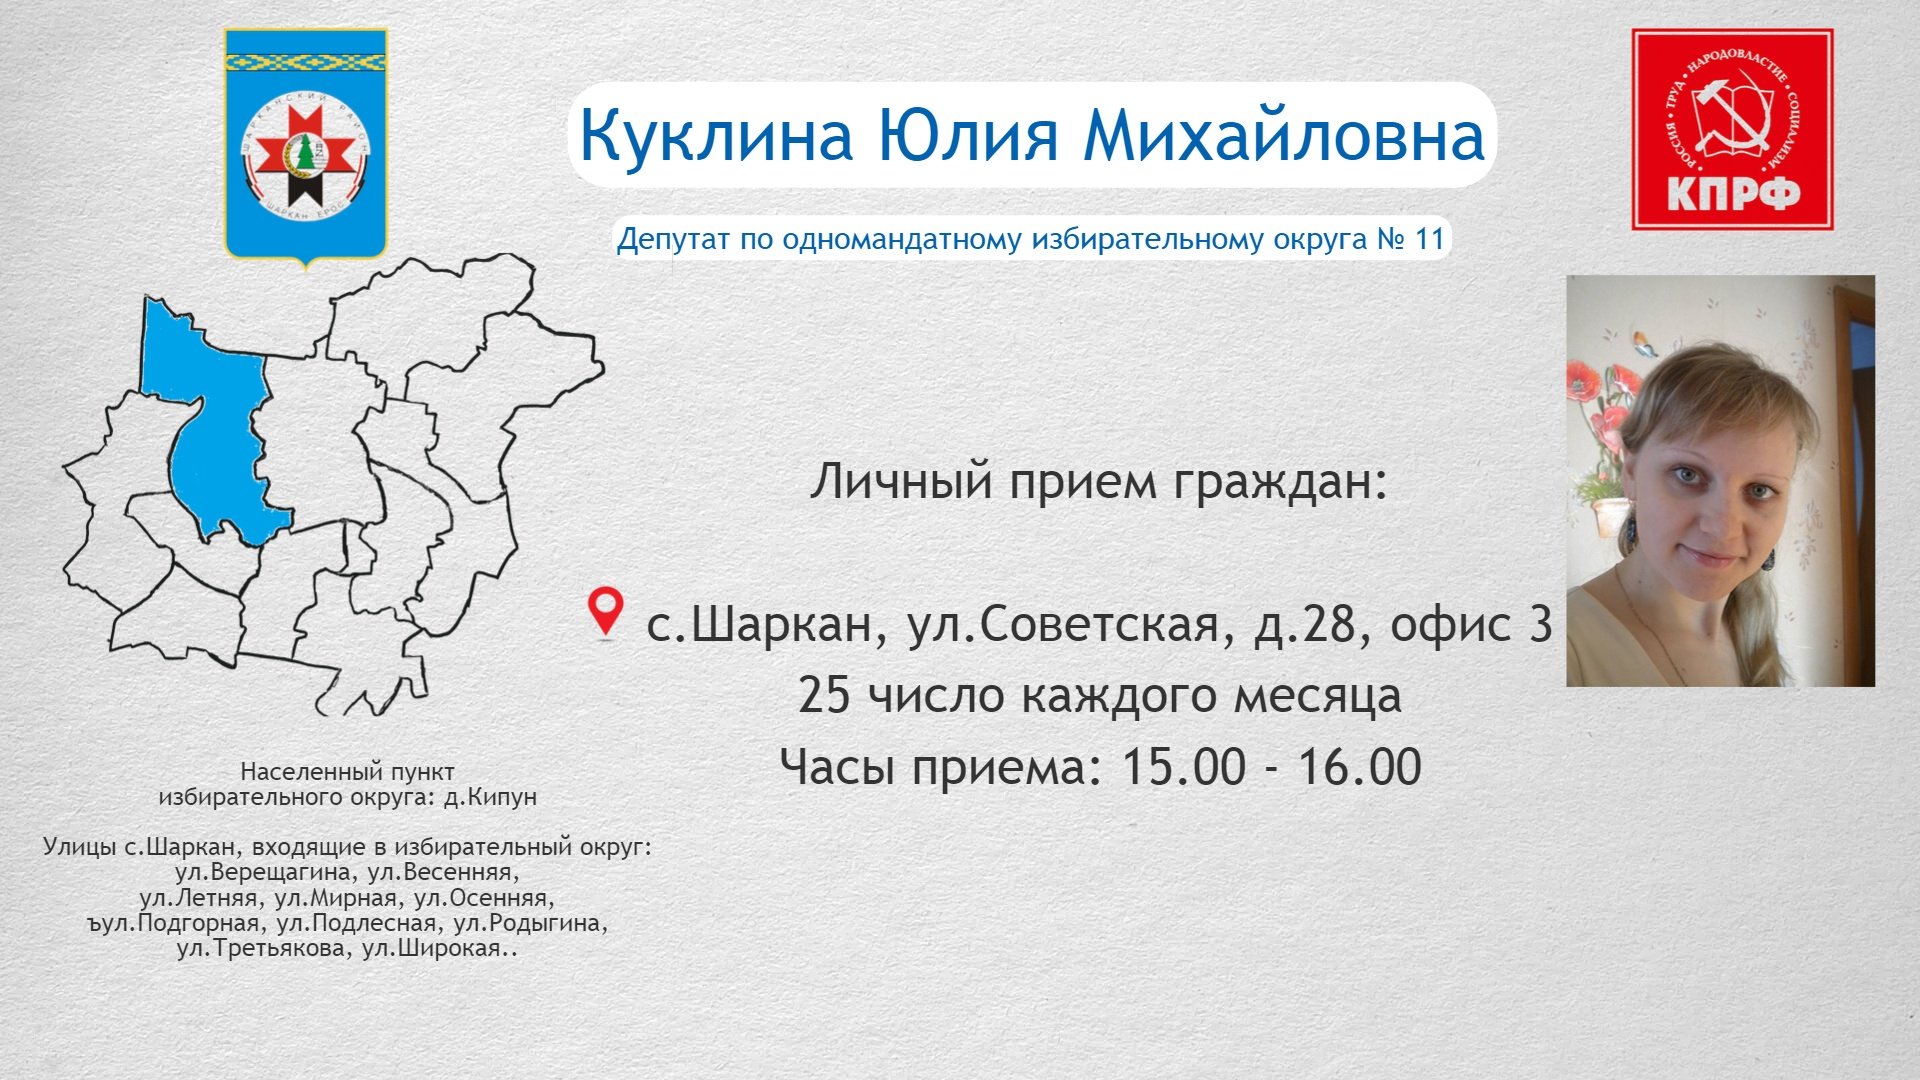 ШАРКАНСКИЙ РАЙОН
ШАРКАН ЁРОС
Куклина Юлия Михайловна
Депутат по одномандатному избирательному округа № 11
РОССИЯ • ТРУД • НАРОДОВЛАСТИЕ • СОЦИАЛИЗМ •
КПРФ
Личный прием граждан:
с.Шаркан, ул.Советская, д.28, офис 3
25 число каждого месяца
Часы приема: 15.00 - 16.00
Населенный пункт
избирательного округа: д.Кипун
Улицы с.Шаркан, входящие в избирательный округ:
ул.Верещагина, ул.Весенняя,
ул.Летняя, ул.Мирная, ул.Осенняя,
ъул.Подгорная, ул.Подлесная, ул.Родыгина,
ул.Третьякова, ул.Широкая..